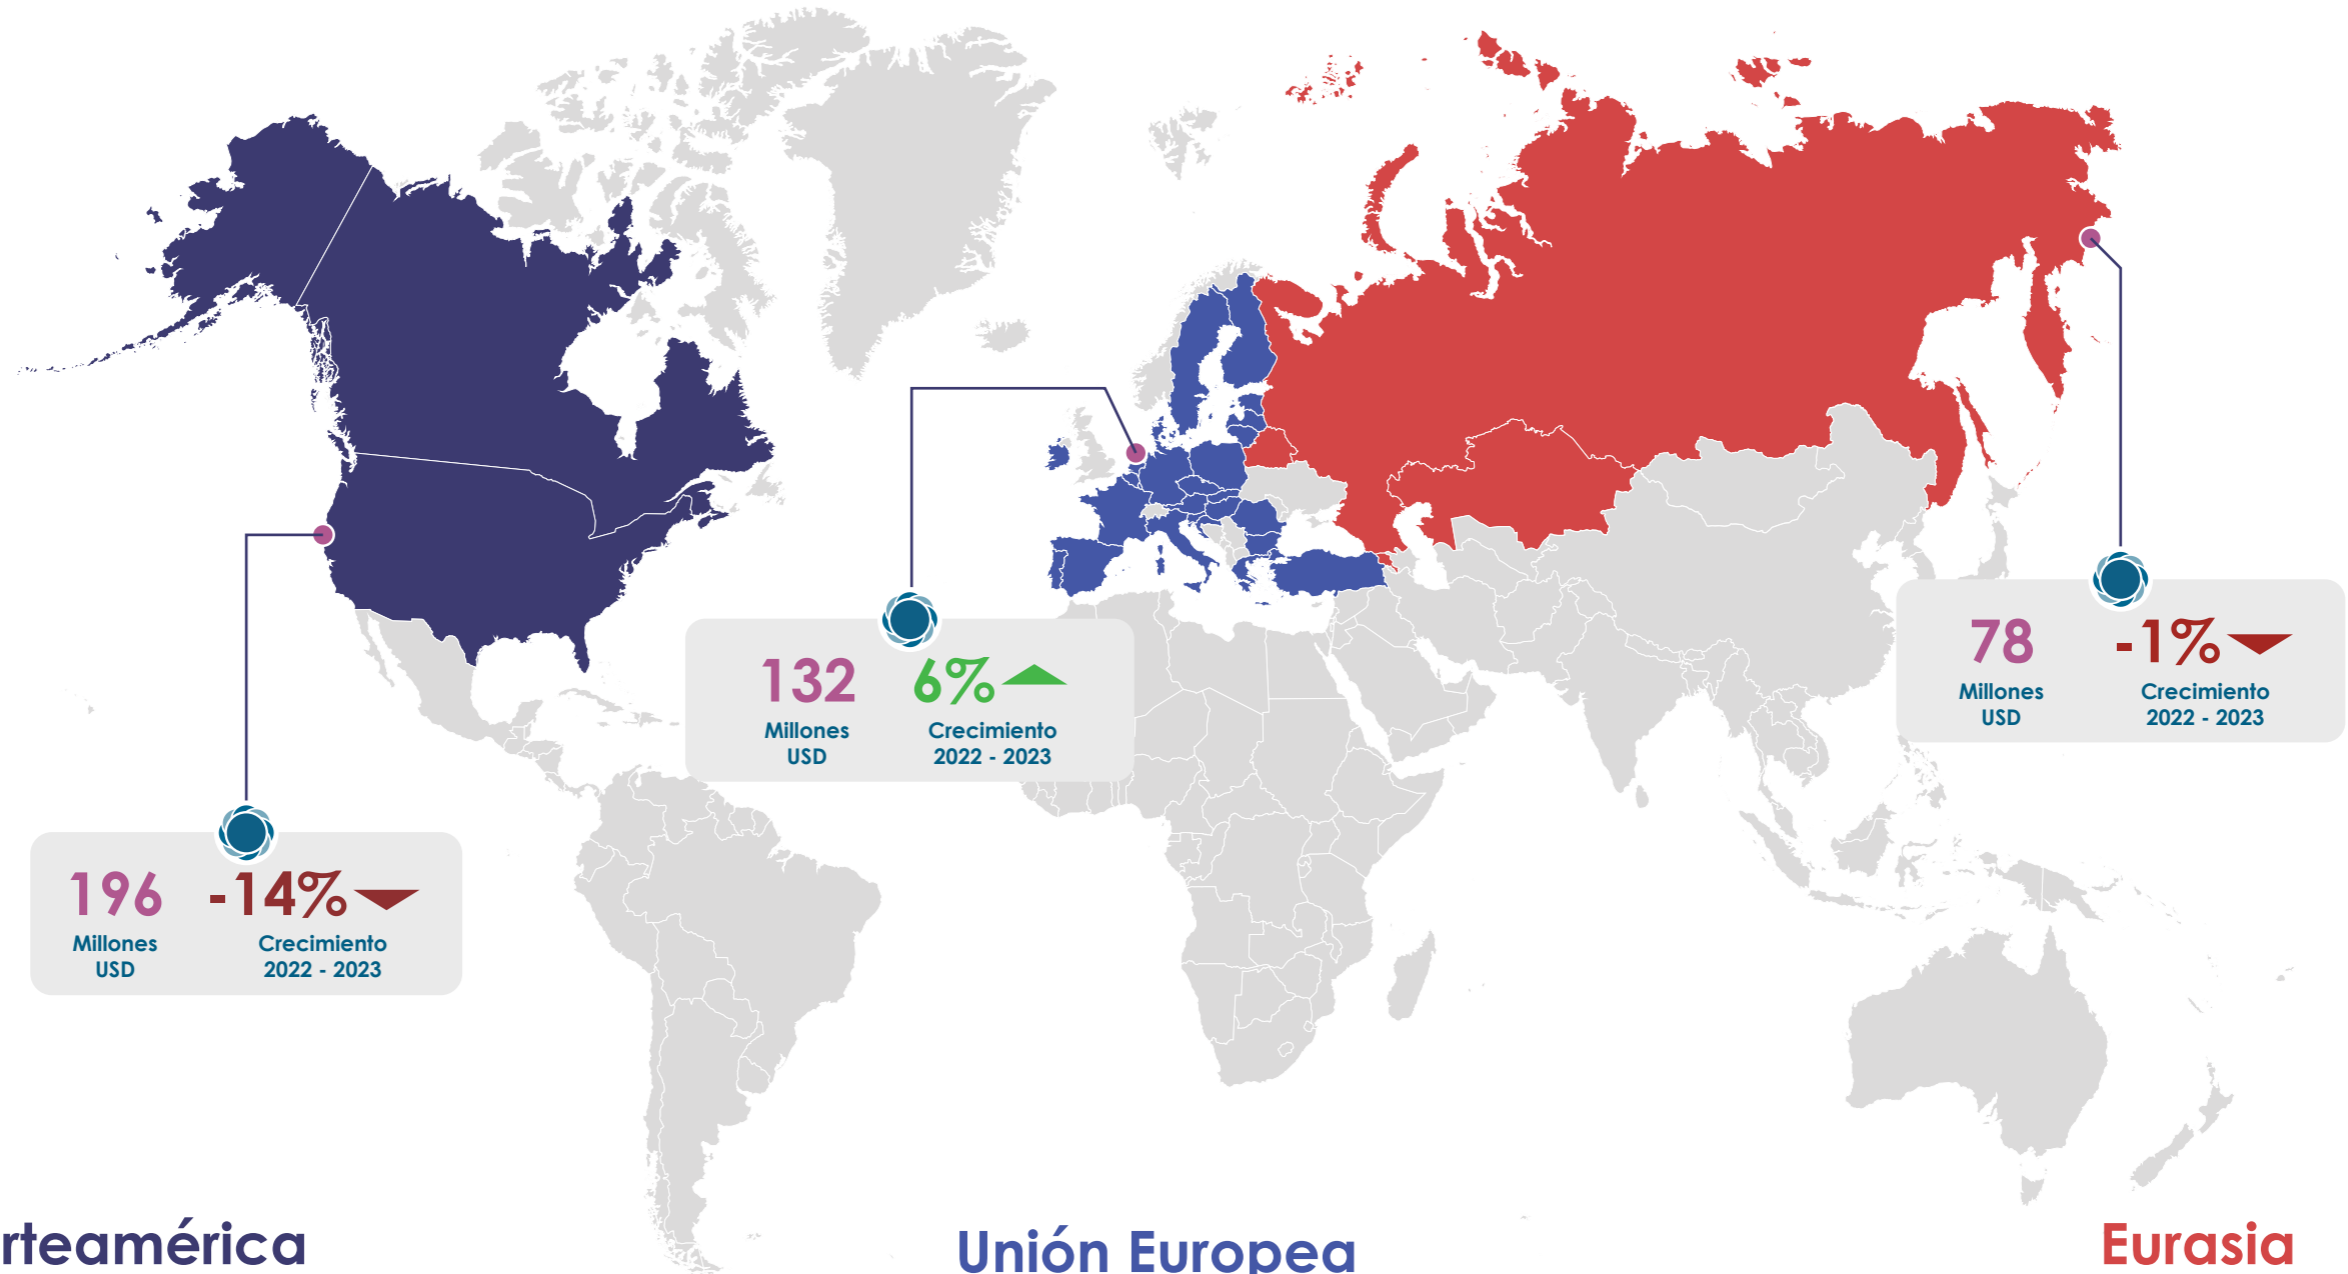 132 6%
Millones Crecimiento
USD 2022 - 2023
78 -1%
Millones Crecimiento
USD 2022 - 2023
196 -14%
Millones Crecimiento
USD 2022 - 2023
rteamérica
Unión Europea
Eurasia